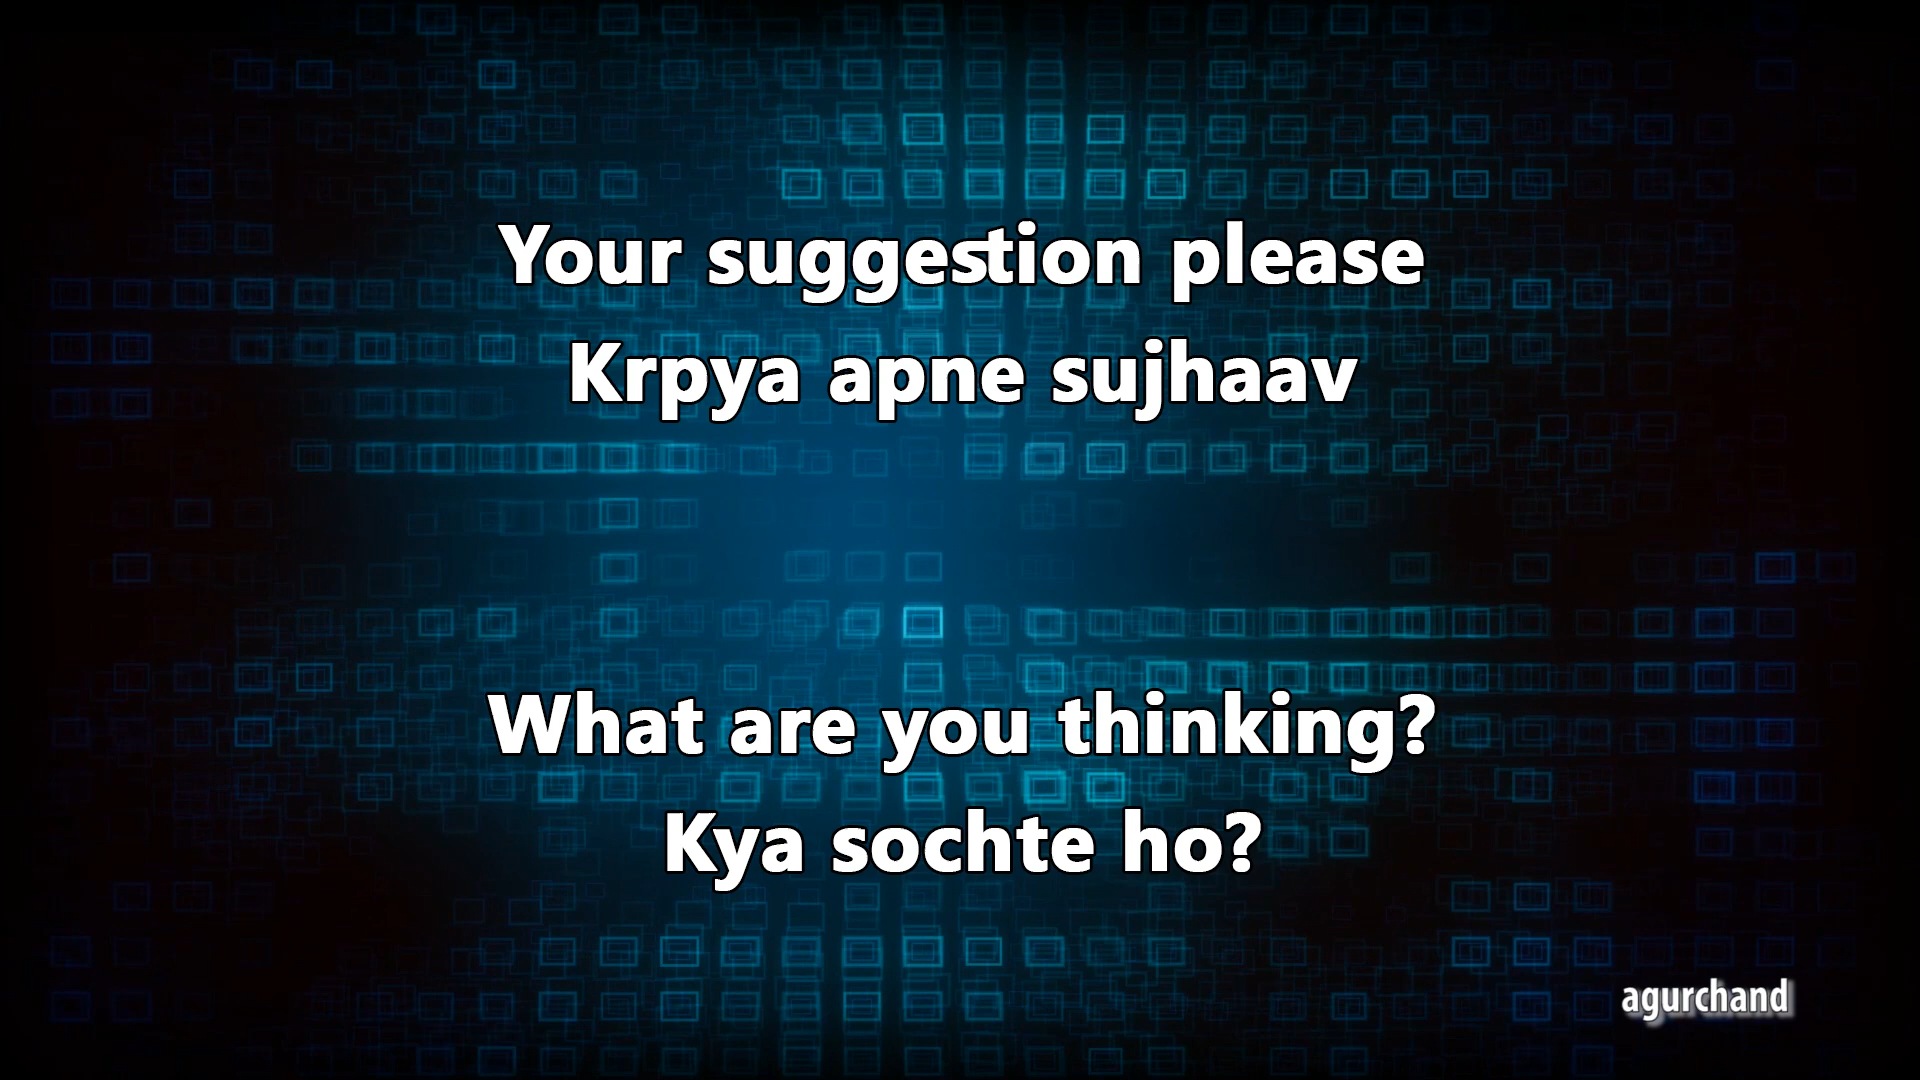 Your suggestion please
Krpya apne sujhaav
What are you thinking?
Kya sochte ho?
agurchand